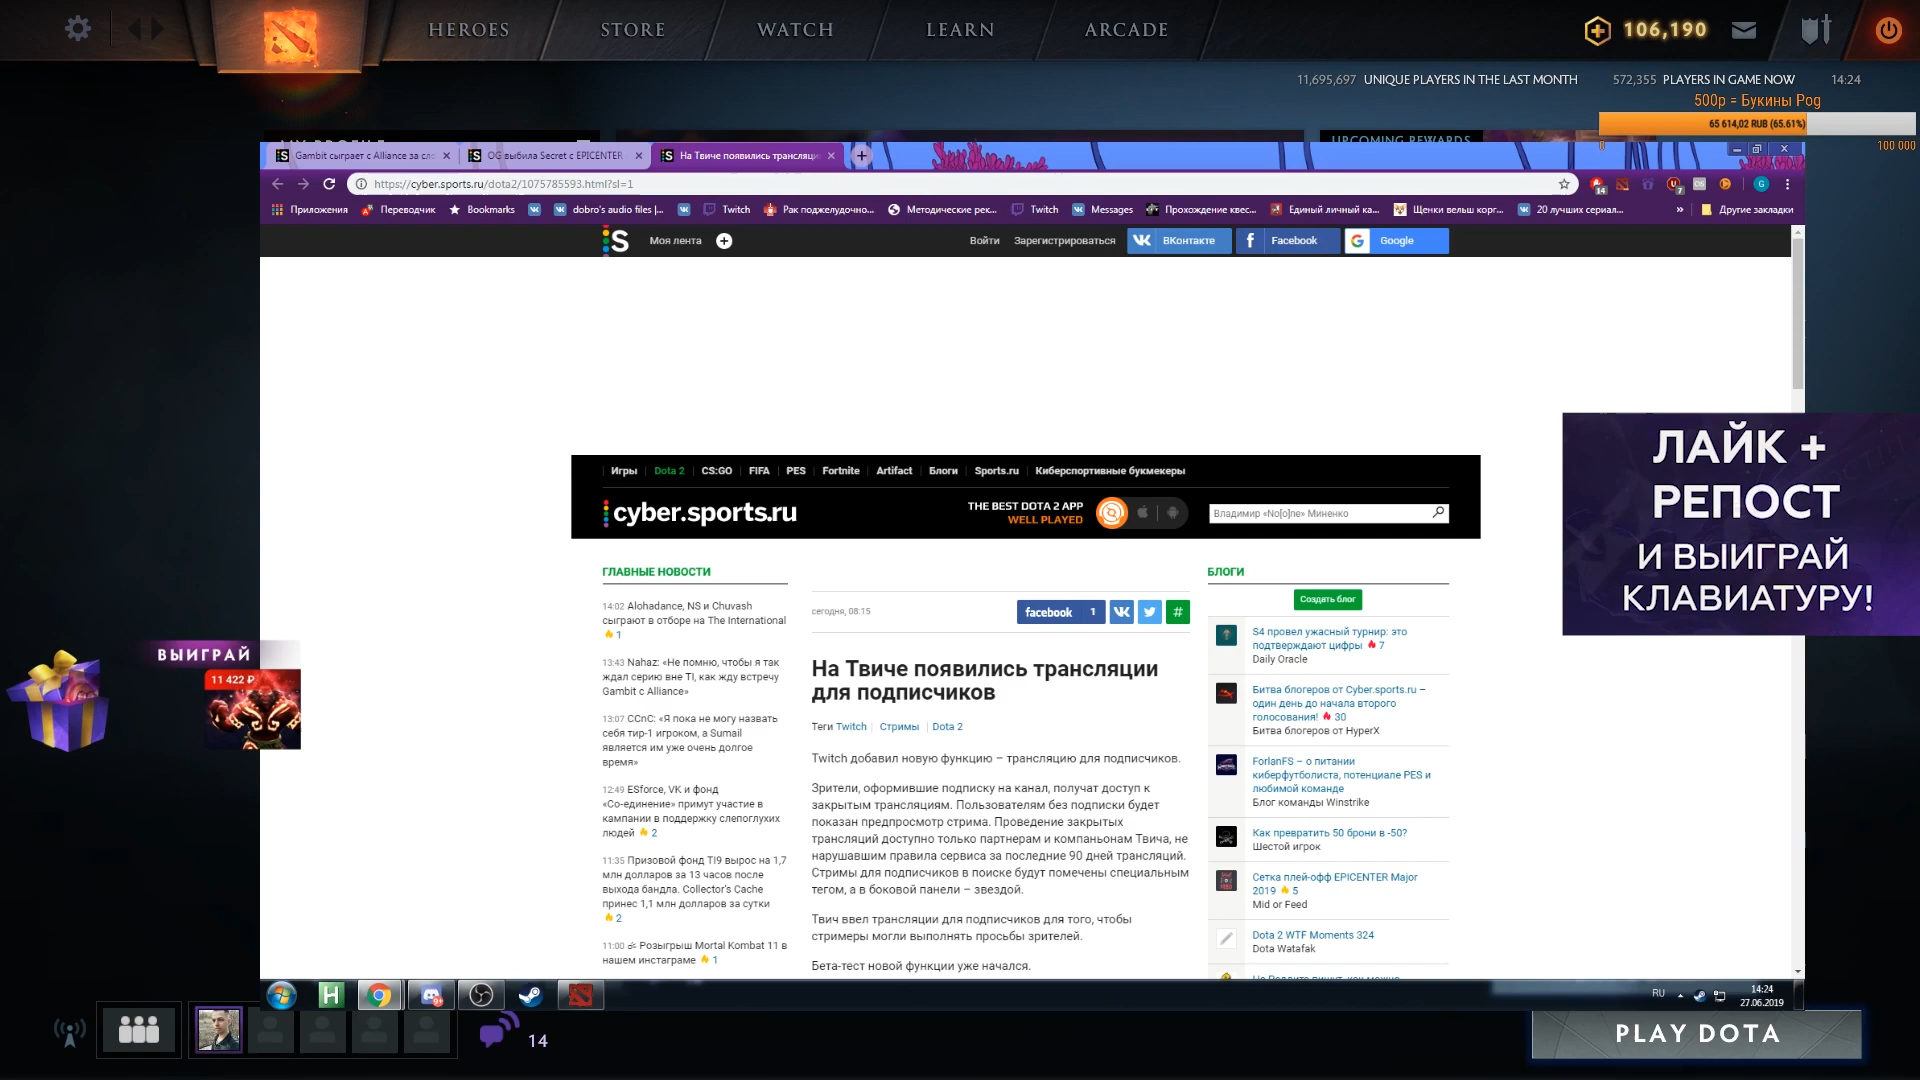 HEROES
STORE
WATCH
LEARN
ARCADE
106,190
11,695,697 UNIQUE PLAYERS IN THE LAST MONTH
572,355 PLAYERS IN GAME NOW
14:24
500р = Букины Pog
65 614,02 RUB (65.61%)
0
100 000
UPCOMING REWARDS
Gambit сыграет с Alliance за сло
OG выбила Secret с EPICENTER
На Твиче появились трансляци
https://cyber.sports.ru/dota2/1075785593.html?sl=1
Приложения
Переводчик
Bookmarks
dobro's audio files |...
Twitch
Рак поджелудочно...
Методические рек...
Twitch
Messages
Прохождение квес...
Единый личный ка...
Щенки вельш корг...
20 лучших сериал...
»
Другие закладки
S
Моя лента
Войти
Зарегистрироваться
ВКонтакте
Facebook
Google
Игры
Dota 2
CS:GO
FIFA
PES
Fortnite
Artifact
Блоги
Sports.ru
Киберспортивные букмекеры
cyber.sports.ru
THE BEST DOTA 2 APP
WELL PLAYED
Владимир «No[o]ne» Миненко
ГЛАВНЫЕ НОВОСТИ
14:02 Alohadance, NS и Chuvash
сыграют в отборе на The International
1
13:43 Nahaz: «Не помню, чтобы я так
ждал серию вне TI, как жду встречу
Gambit с Alliance»
13:07 CCnC: «Я пока не могу назвать
себя тир-1 игроком, а Sumail
является им уже очень долгое
время»
12:49 ESforce, VK и фонд
«Со-единение» примут участие в
кампании в поддержку слепоглухих
людей 2
11:35 Призовой фонд TI9 вырос на 1,7
млн долларов за 13 часов после
выхода бандла. Collector's Cache
принес 1,1 млн долларов за сутки
2
11:00 Розыгрыш Mortal Kombat 11 в
нашем инстаграме 1
сегодня, 08:15
facebook 1
#
На Твиче появились трансляции
для подписчиков
Теги Twitch
Стримы
Dota 2
Twitch добавил новую функцию – трансляцию для подписчиков.
Зрители, оформившие подписку на канал, получат доступ к
закрытым трансляциям. Пользователям без подписки будет
показан предпросмотр стрима. Проведение закрытых
трансляций доступно только партнерам и компаньонам Твича, не
нарушавшим правила сервиса за последние 90 дней трансляций.
Стримы для подписчиков в поиске будут помечены специальным
тегом, а в боковой панели – звездой.
Твич ввел трансляции для подписчиков для того, чтобы
стримеры могли выполнять просьбы зрителей.
Бета-тест новой функции уже начался.
БЛОГИ
Создать блог
S4 провел ужасный турнир: это
подтверждают цифры 7
Daily Oracle
Битва блогеров от Cyber.sports.ru –
один день до начала второго
голосования! 30
Битва блогеров от HyperX
ForlanFS – о питании
киберфутболиста, потенциале PES и
любимой команде
Блог команды Winstrike
Как превратить 50 брони в -50?
Шестой игрок
Сетка плей-офф EPICENTER Major
2019 5
Mid or Feed
Dota 2 WTF Moments 324
Dota Watafak
ЛАЙК +
РЕПОСТ
И ВЫИГРАЙ
КЛАВИАТУРУ!
ВЫИГРАЙ
11 422 ₽
RU
14:24
27.06.2019
14
PLAY DOTA